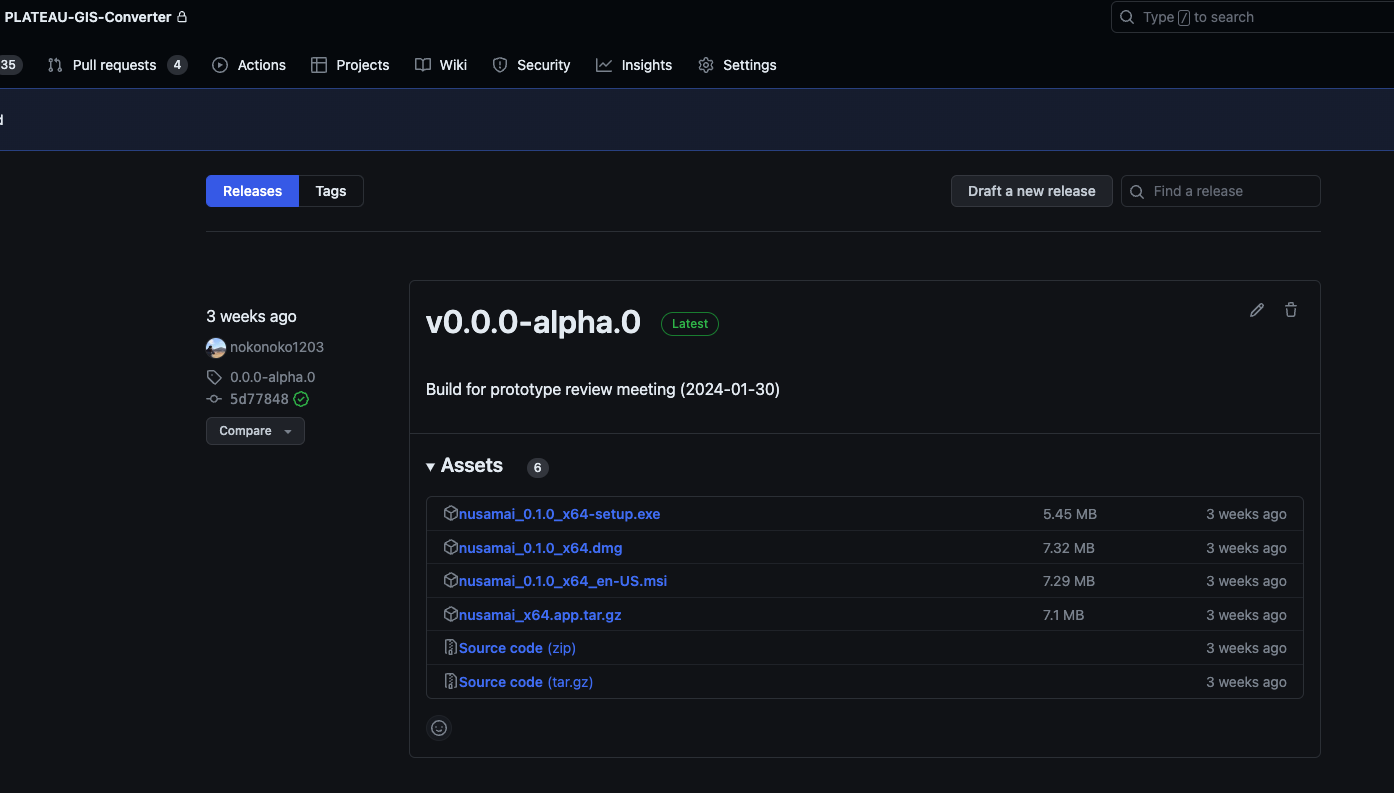 PLATEAU-GIS-Converter
Type / to search
35
Pull requests 4
Actions
Projects
Wiki
Security
Insights
Settings
d
Releases
Tags
Draft a new release
Find a release
3 weeks ago
nokonoko1203
0.0.0-alpha.0
5d77848
Compare
v0.0.0-alpha.0 Latest
Build for prototype review meeting (2024-01-30)
Assets 6
nusamai_0.1.0_x64-setup.exe 5.45 MB 3 weeks ago
nusamai_0.1.0_x64.dmg 7.32 MB 3 weeks ago
nusamai_0.1.0_x64_en-US.msi 7.29 MB 3 weeks ago
nusamai_x64.app.tar.gz 7.1 MB 3 weeks ago
Source code (zip) 3 weeks ago
Source code (tar.gz) 3 weeks ago